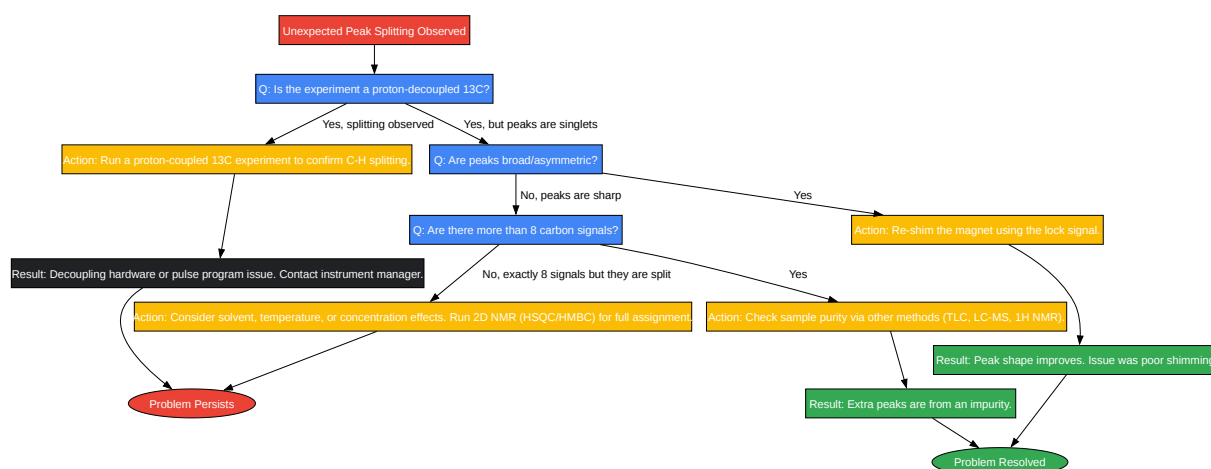 Unexpected Peak Splitting Observed
Q: Is the experiment a proton-decoupled 13C?
Yes, splitting observed
Yes, but peaks are singlets
Action: Run a proton-coupled 13C experiment to confirm C-H splitting.
Q: Are peaks broad/asymmetric?
No, peaks are sharp
Yes
Q: Are there more than 8 carbon signals?
Action: Re-shim the magnet using the lock signal.
Result: Decoupling hardware or pulse program issue. Contact instrument manager.
No, exactly 8 signals but they are split
Yes
Action: Consider solvent, temperature, or concentration effects. Run 2D NMR (HSQC/HMBC) for full assignment.
Action: Check sample purity via other methods (TLC, LC-MS, 1H NMR).
Result: Peak shape improves. Issue was poor shimming
Problem Persists
Result: Extra peaks are from an impurity.
Problem Resolved